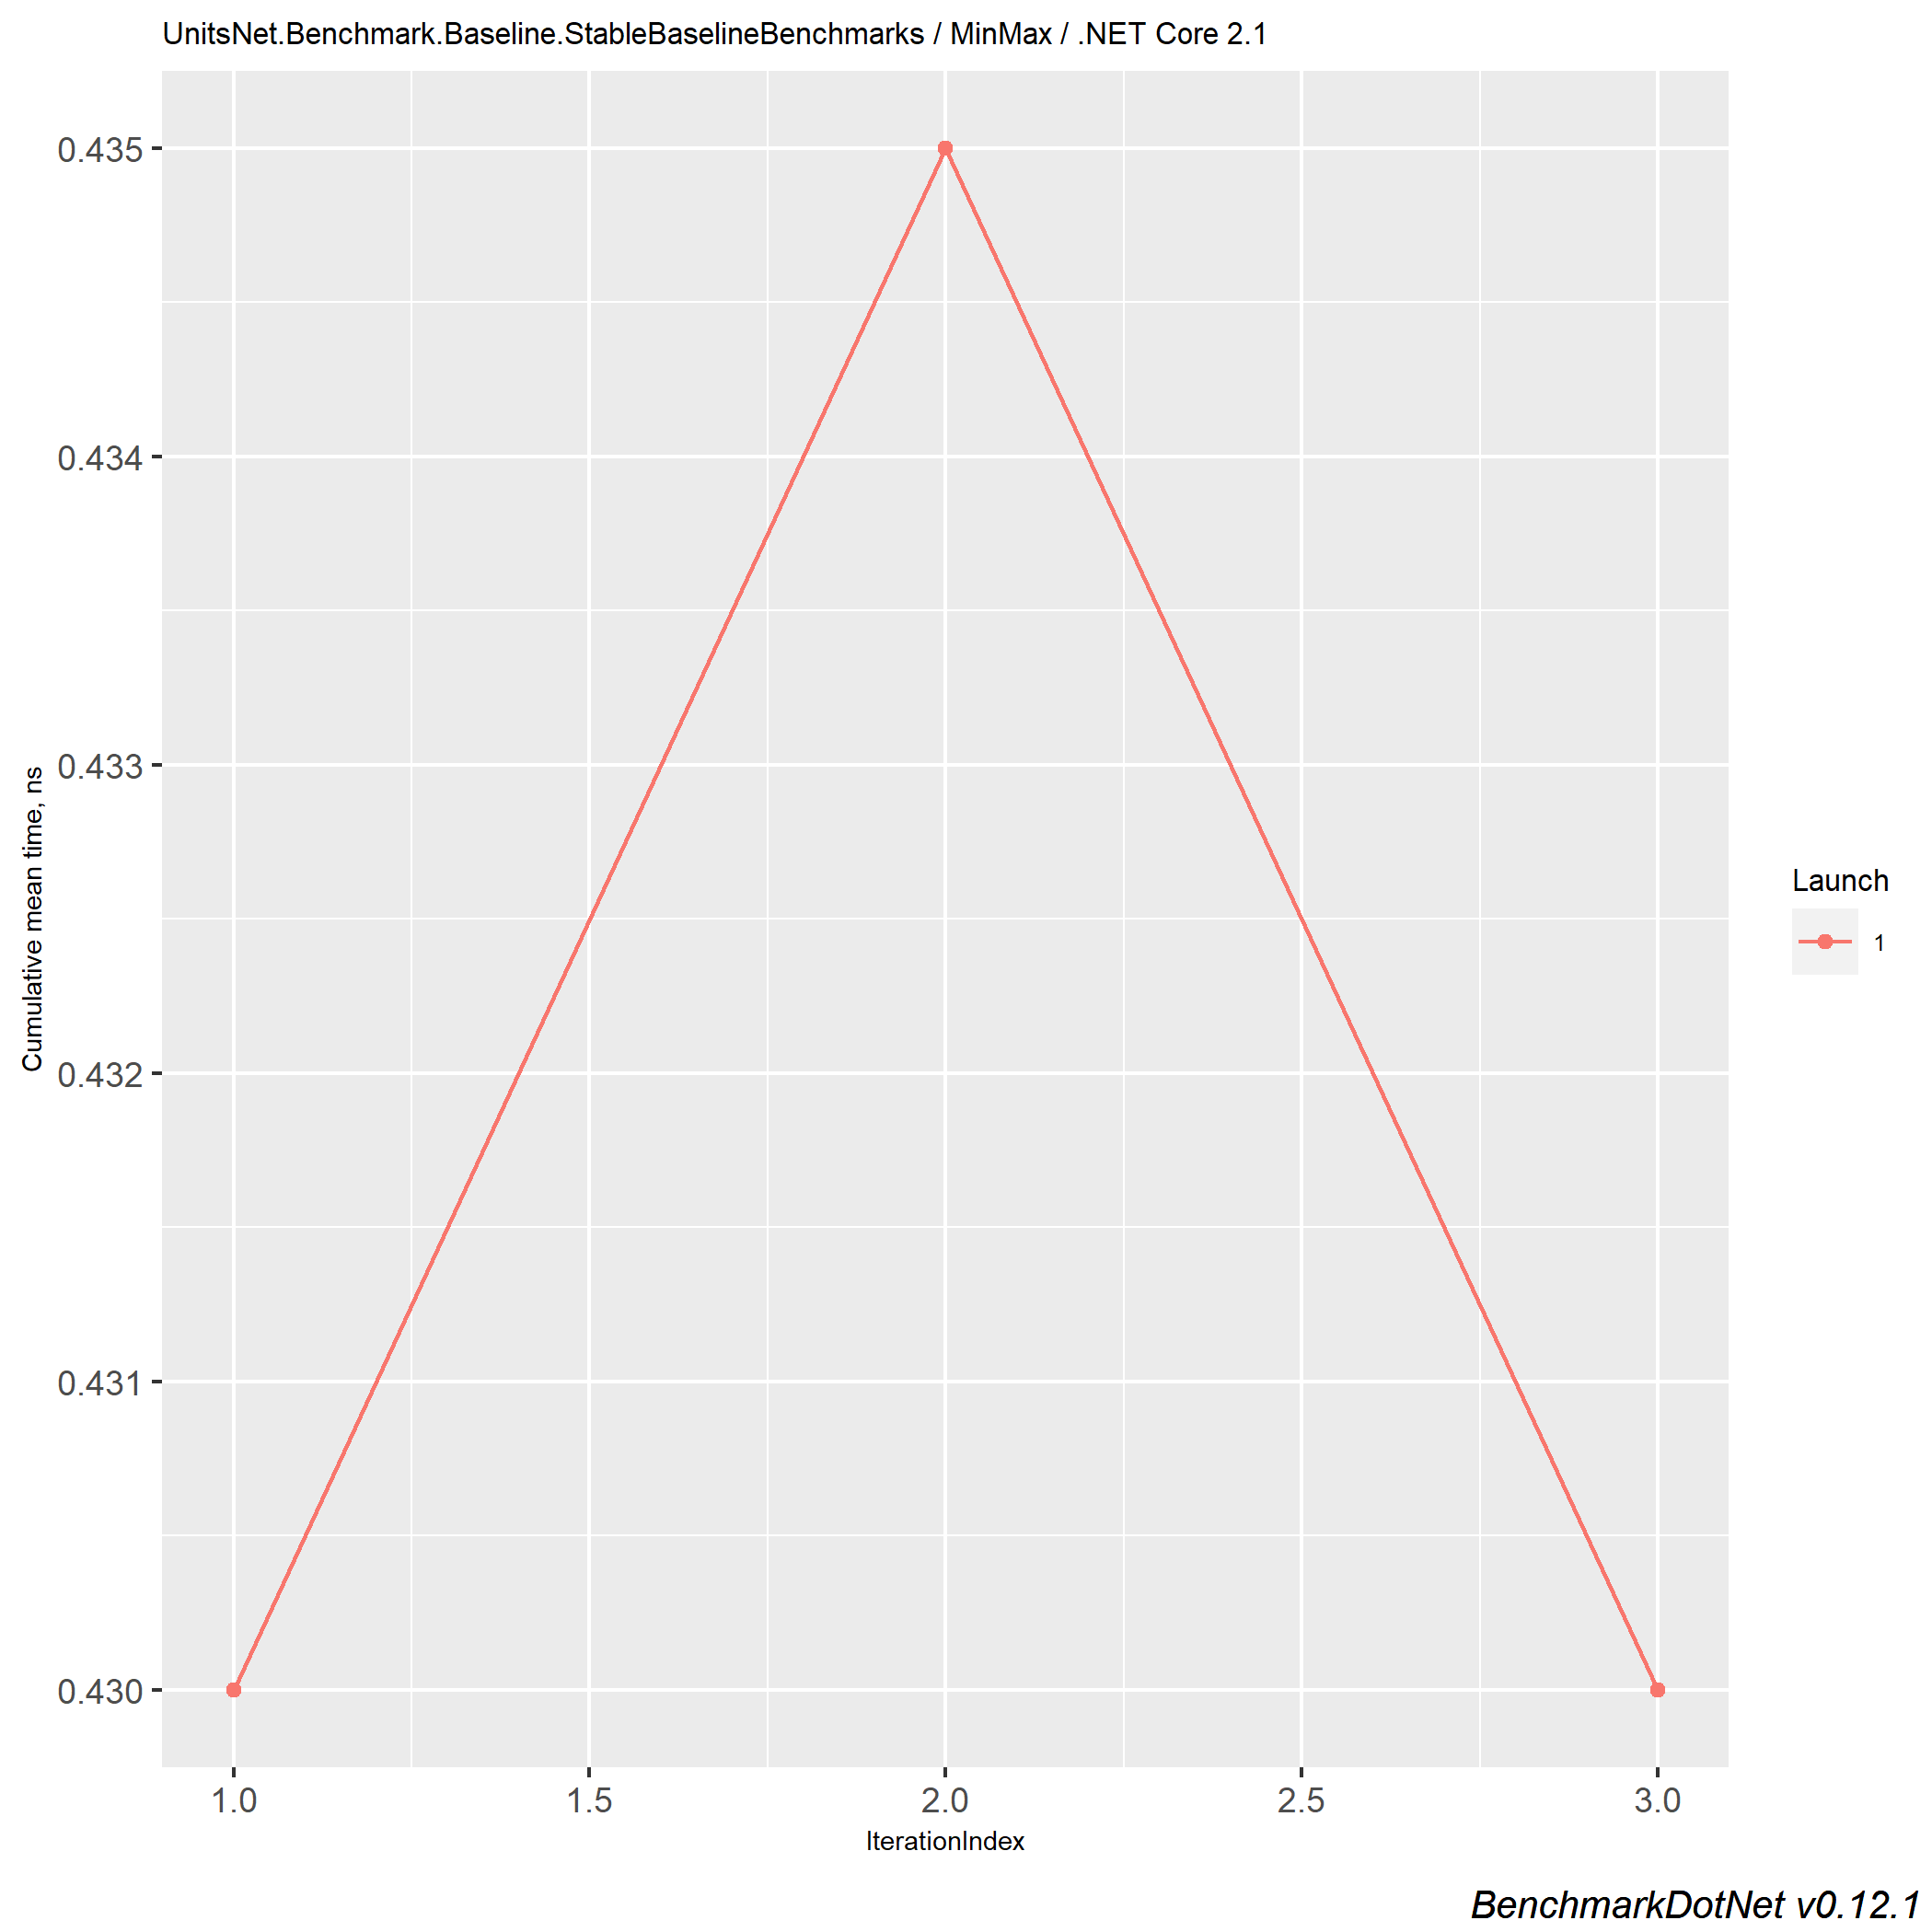 UnitsNet.Benchmark.Baseline.StableBaselineBenchmarks / MinMax / .NET Core 2.1
0.435
0.434
0.433
0.432
0.431
0.430
Cumulative mean time, ns
1.0 1.5 2.0 2.5 3.0
IterationIndex
Launch
1
BenchmarkDotNet v0.12.1